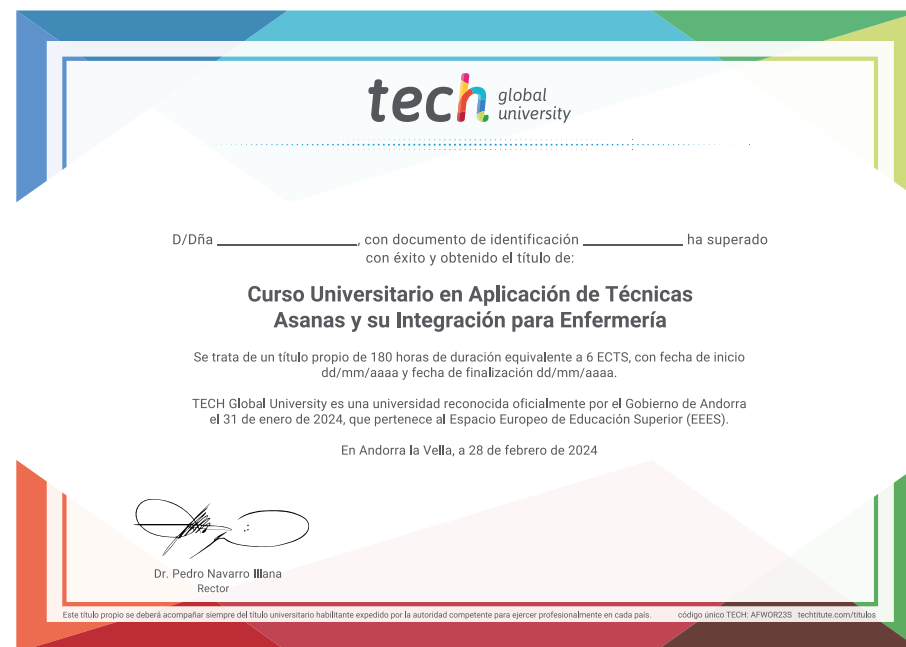 tech global university
D/Dña ____________________, con documento de identificación ______________ ha superado
con éxito y obtenido el título de:
Curso Universitario en Aplicación de Técnicas
Asanas y su Integración para Enfermería
Se trata de un título propio de 180 horas de duración equivalente a 6 ECTS, con fecha de inicio
dd/mm/aaaa y fecha de finalización dd/mm/aaaa.
TECH Global University es una universidad reconocida oficialmente por el Gobierno de Andorra
el 31 de enero de 2024, que pertenece al Espacio Europeo de Educación Superior (EEES).
En Andorra la Vella, a 28 de febrero de 2024
Dr. Pedro Navarro Illana
Rector
Este título propio se deberá acompañar siempre del título universitario habilitante expedido por la autoridad competente para ejercer profesionalmente en cada país. código único TECH: AFWOR23S techtitute.com/titulos